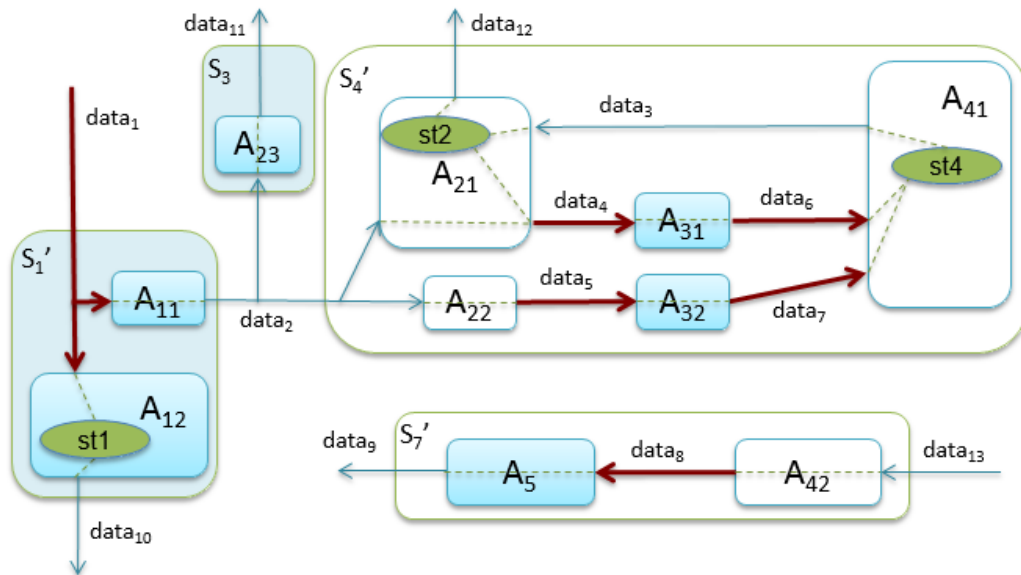 data₁₁
data₁₂
S₃
S₄’
data₁
A₂₃
st2
A₂₁
data₃
A₄₁
st4
data₄
A₃₁
data₆
S₁’
A₁₁
data₂
A₂₂
data₅
A₃₂
data₇
A₁₂
st1
data₁₀
data₉
S₇’
A₅
data₈
A₄₂
data₁₃